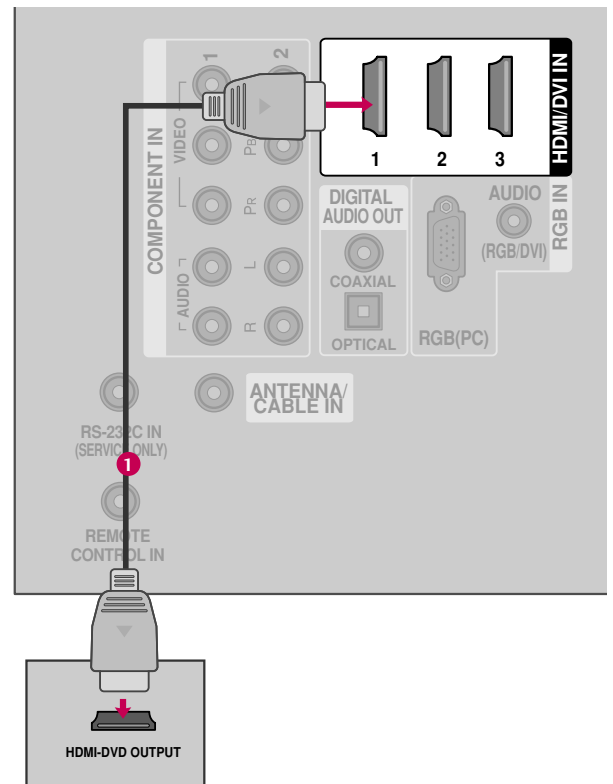 1
2
COMPONENT IN
VIDEO
PB
PR
AUDIO
L
R
1
2
3
HDMI/DVI IN
DIGITAL
AUDIO OUT
COAXIAL
OPTICAL
AUDIO
(RGB/DVI)
RGB IN
RGB(PC)
ANTENNA/
CABLE IN
RS-232C IN
(SERVICE ONLY)
1
REMOTE
CONTROL IN
HDMI-DVD OUTPUT